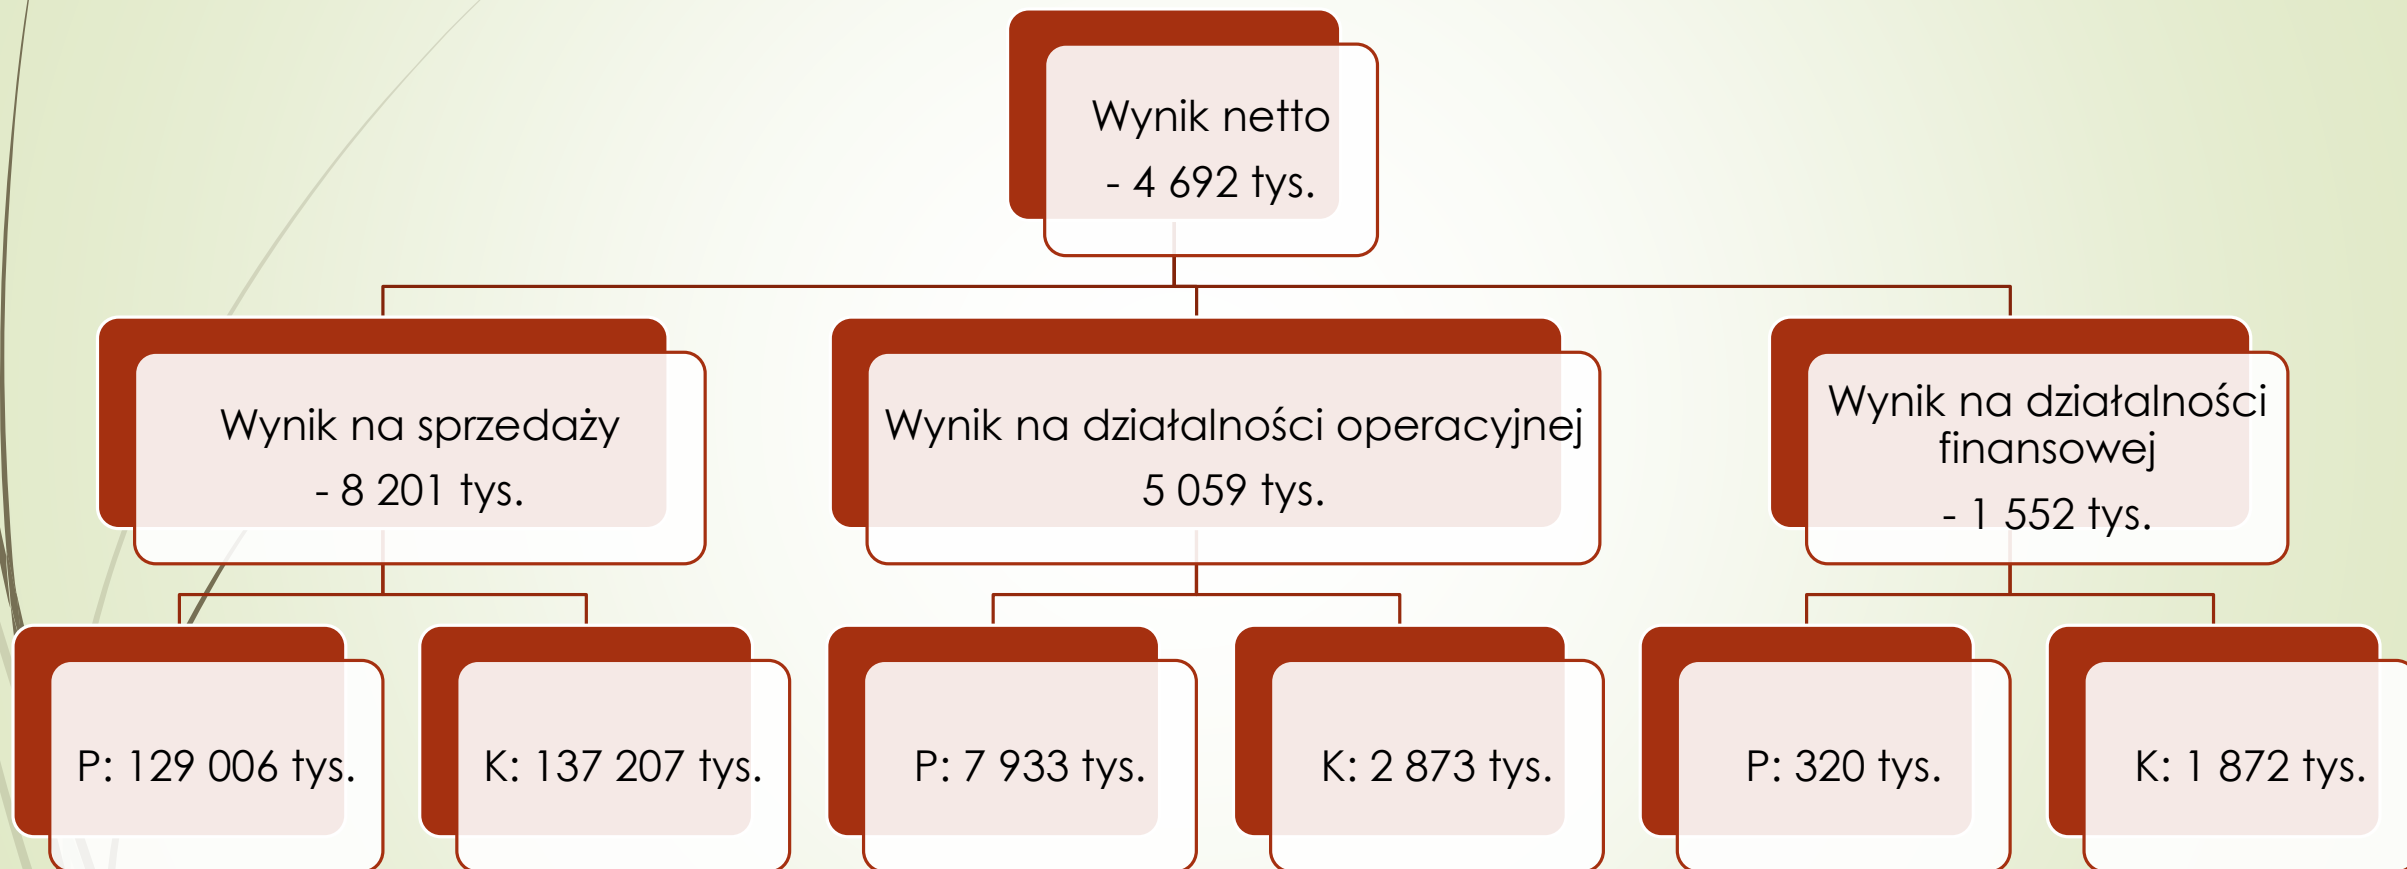 Wynik netto
- 4 692 tys.
Wynik na sprzedaży
- 8 201 tys.
Wynik na działalności operacyjnej
5 059 tys.
Wynik na działalności
finansowej
- 1 552 tys.
P: 129 006 tys.
K: 137 207 tys.
P: 7 933 tys.
K: 2 873 tys.
P: 320 tys.
K: 1 872 tys.